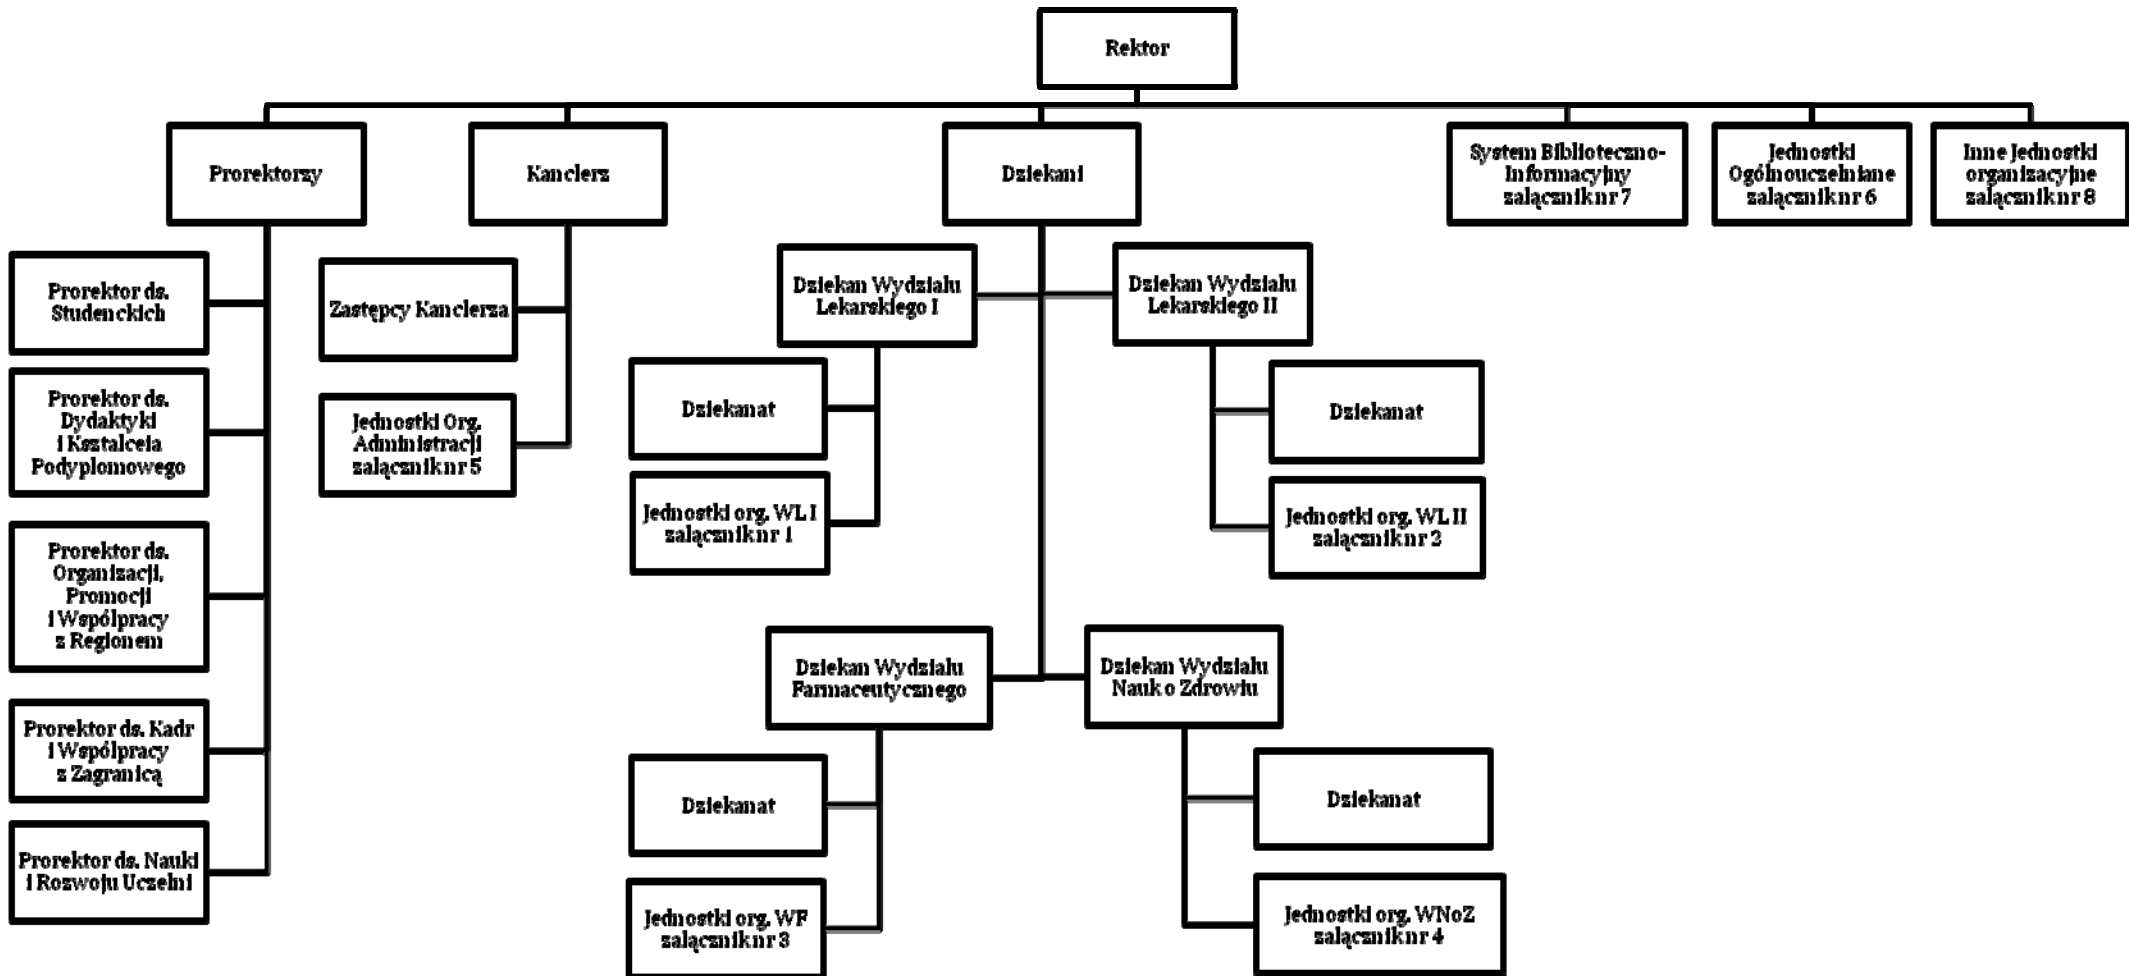 Rektor
Prorektorzy
Kanclerz
Dziekani
System Biblioteczno-
Informacyjny
załącznik nr 7
Jednostki
Ogólnouczelniane
załącznik nr 6
Inne Jednostki
organizacyjne
załącznik nr 8
Prorektor ds.
Studenckich
Prorektor ds.
Dydaktyki
i Kształceia
Podyplomowego
Prorektor ds.
Organizacji,
Promocji
i Współpracy
z Regionem
Prorektor ds. Kadr
i Współpracy
z Zagranicą
Prorektor ds. Nauki
i Rozwoju Uczelni
Zastępcy Kanclerza
Jednostki Org.
Administracji
załącznik nr 5
Dziekan Wydziału
Lekarskiego I
Dziekanat
Jednostki org. WL I
załącznik nr 1
Dziekan Wydziału
Lekarskiego II
Dziekanat
Jednostki org. WL II
załącznik nr 2
Dziekan Wydziału
Farmaceutycznego
Dziekanat
Jednostki org. WF
załącznik nr 3
Dziekan Wydziału
Nauk o Zdrowiu
Dziekanat
Jednostki org. WNoZ
załącznik nr 4